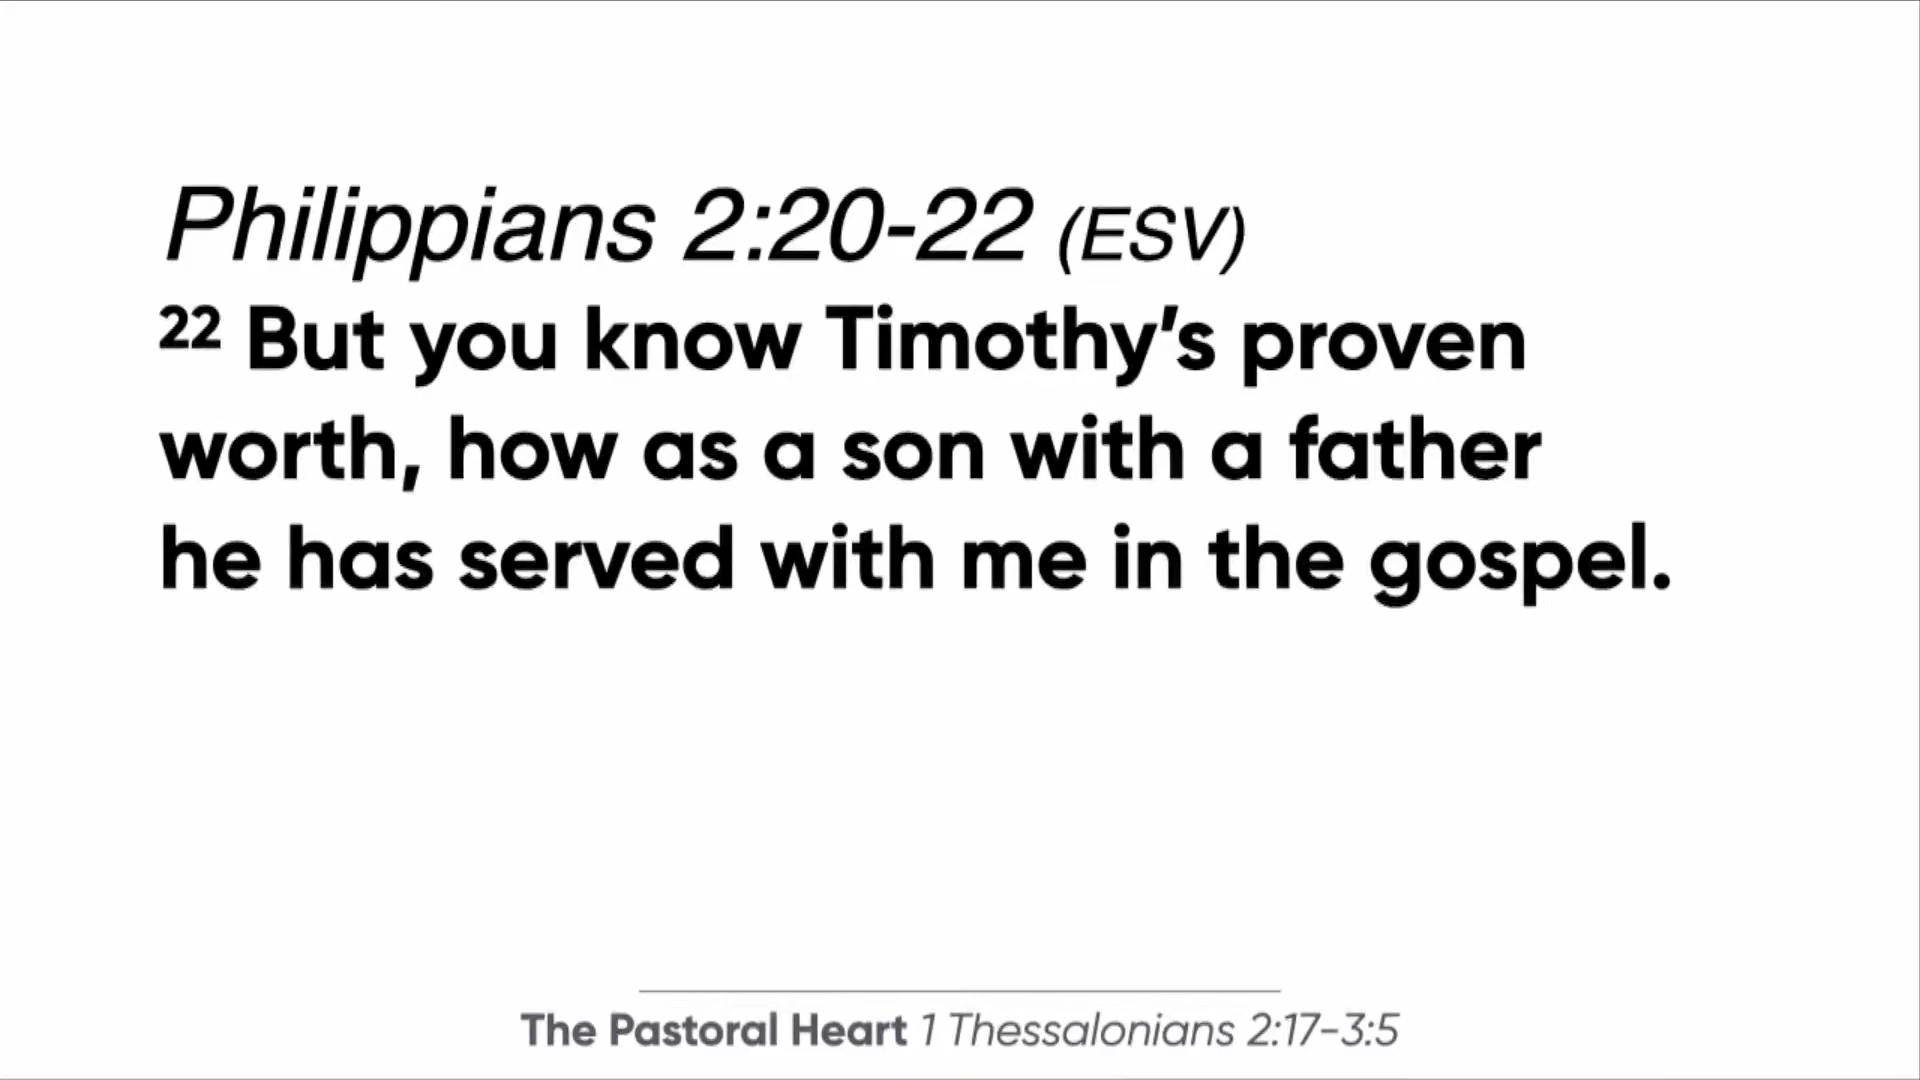 Philippians 2:20-22 (ESV)
22 But you know Timothy’s proven
worth, how as a son with a father
he has served with me in the gospel.
The Pastoral Heart 1 Thessalonians 2:17–3:5